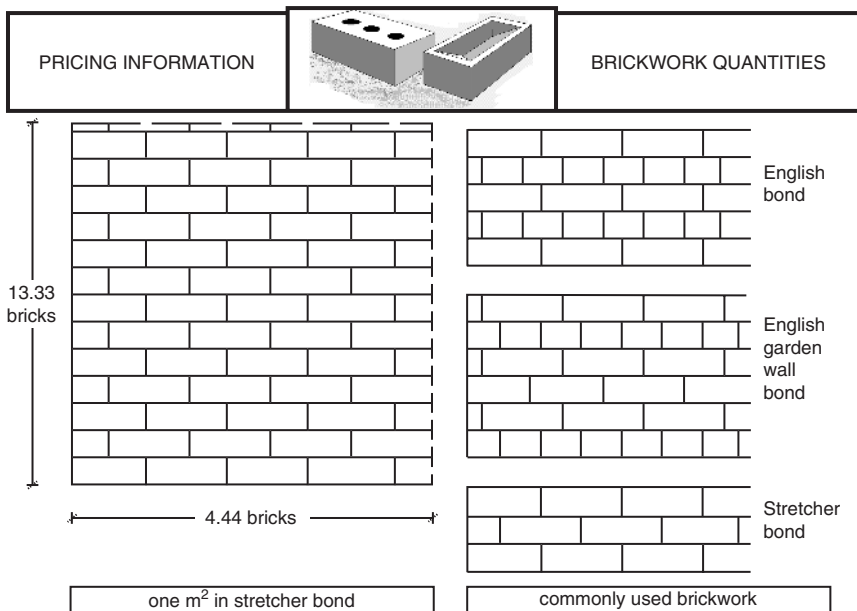 PRICING INFORMATION
BRICKWORK QUANTITIES
13.33
bricks
4.44 bricks
one m² in stretcher bond
English
bond
English
garden
wall
bond
Stretcher
bond
commonly used brickwork